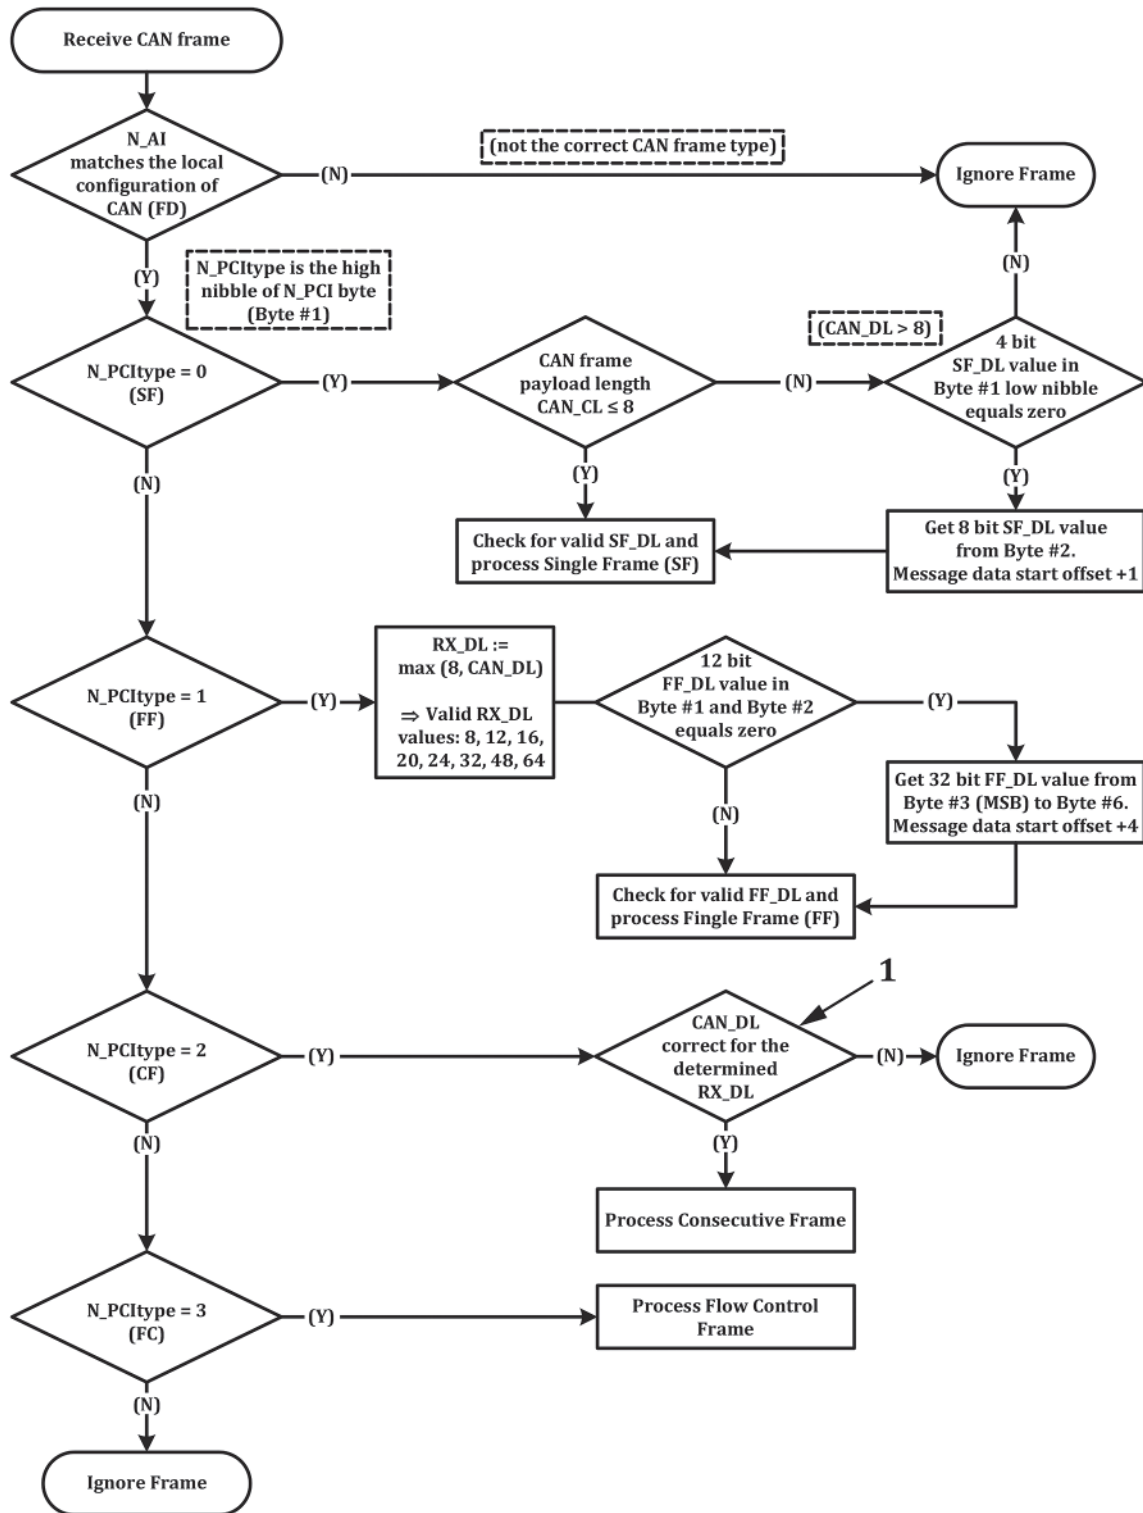 Receive CAN frame
N_AI
matches the local
configuration of
CAN (FD)
(N)
(not the correct CAN frame type)
Ignore Frame
(Y)
N_PCItype is the high
nibble of N_PCI byte
(Byte #1)
(N)
(CAN_DL > 8)
N_PCItype = 0
(SF)
(Y)
CAN frame
payload length
CAN_CL ≤ 8
(N)
4 bit
SF_DL value in
Byte #1 low nibble
equals zero
(N)
(Y)
(Y)
Check for valid SF_DL and
process Single Frame (SF)
Get 8 bit SF_DL value
from Byte #2.
Message data start offset +1
N_PCItype = 1
(FF)
(Y)
RX_DL :=
max (8, CAN_DL)
⇒ Valid RX_DL
values: 8, 12, 16,
20, 24, 32, 48, 64
12 bit
FF_DL value in
Byte #1 and Byte #2
equals zero
(Y)
(N)
(N)
Get 32 bit FF_DL value from
Byte #3 (MSB) to Byte #6.
Message data start offset +4
Check for valid FF_DL and
process Fingle Frame (FF)
1
N_PCItype = 2
(CF)
(Y)
CAN_DL
correct for the
determined
RX_DL
(N)
Ignore Frame
(N)
(Y)
Process Consecutive Frame
N_PCItype = 3
(FC)
(Y)
Process Flow Control
Frame
(N)
Ignore Frame